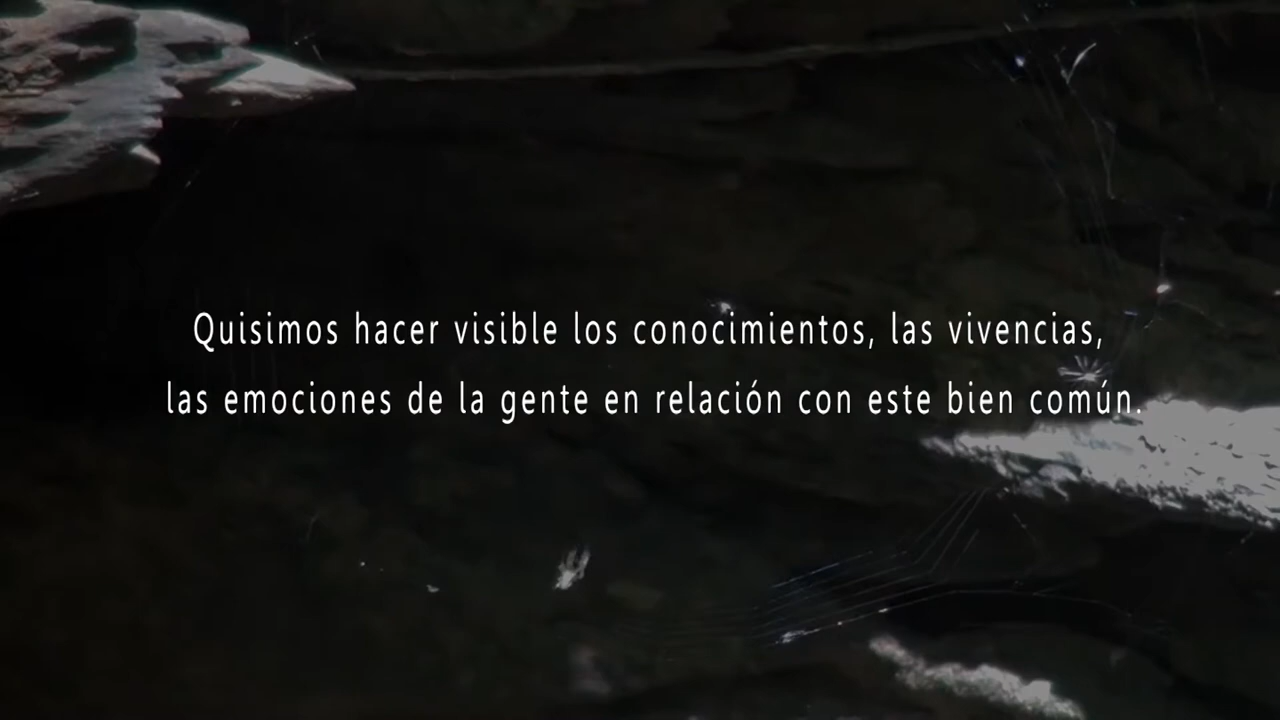 Quisimos hacer visible los conocimientos, las vivencias,
las emociones de la gente en relación con este bien común.